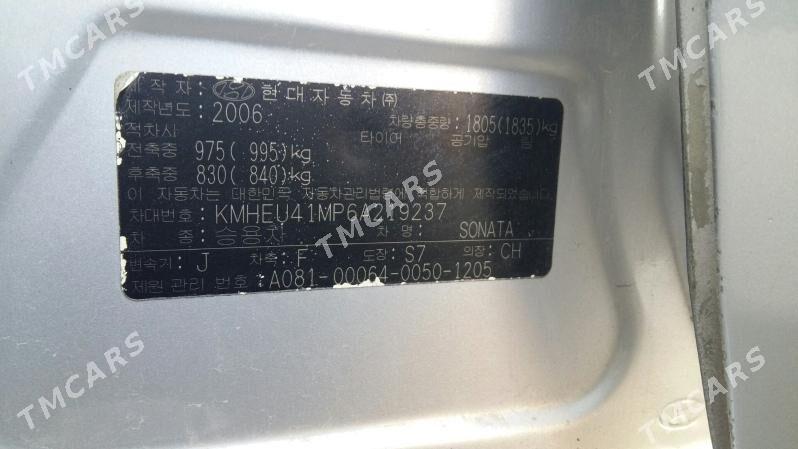 제작자: 현대자동차(주)
제작년도: 2006 차량총중량: 1805(1835)kg
적차시 타이어 공기압
전축중 975( 995)kg
후축중 830( 840)kg
이 자동차는 대한민국 자동차관리법령에 적합하게 제작되었습니다
차대번호: KMHEU41MP6A219237
차 종: 승용차 차 명: SONATA
변속기: J 차축: F 도장: S7 의장: CH
제원 관리 번호: A081-00064-0050-1205
TMCARS
TMCARS
TMCARS
TMCARS
TMCARS
TMCARS
TMCARS